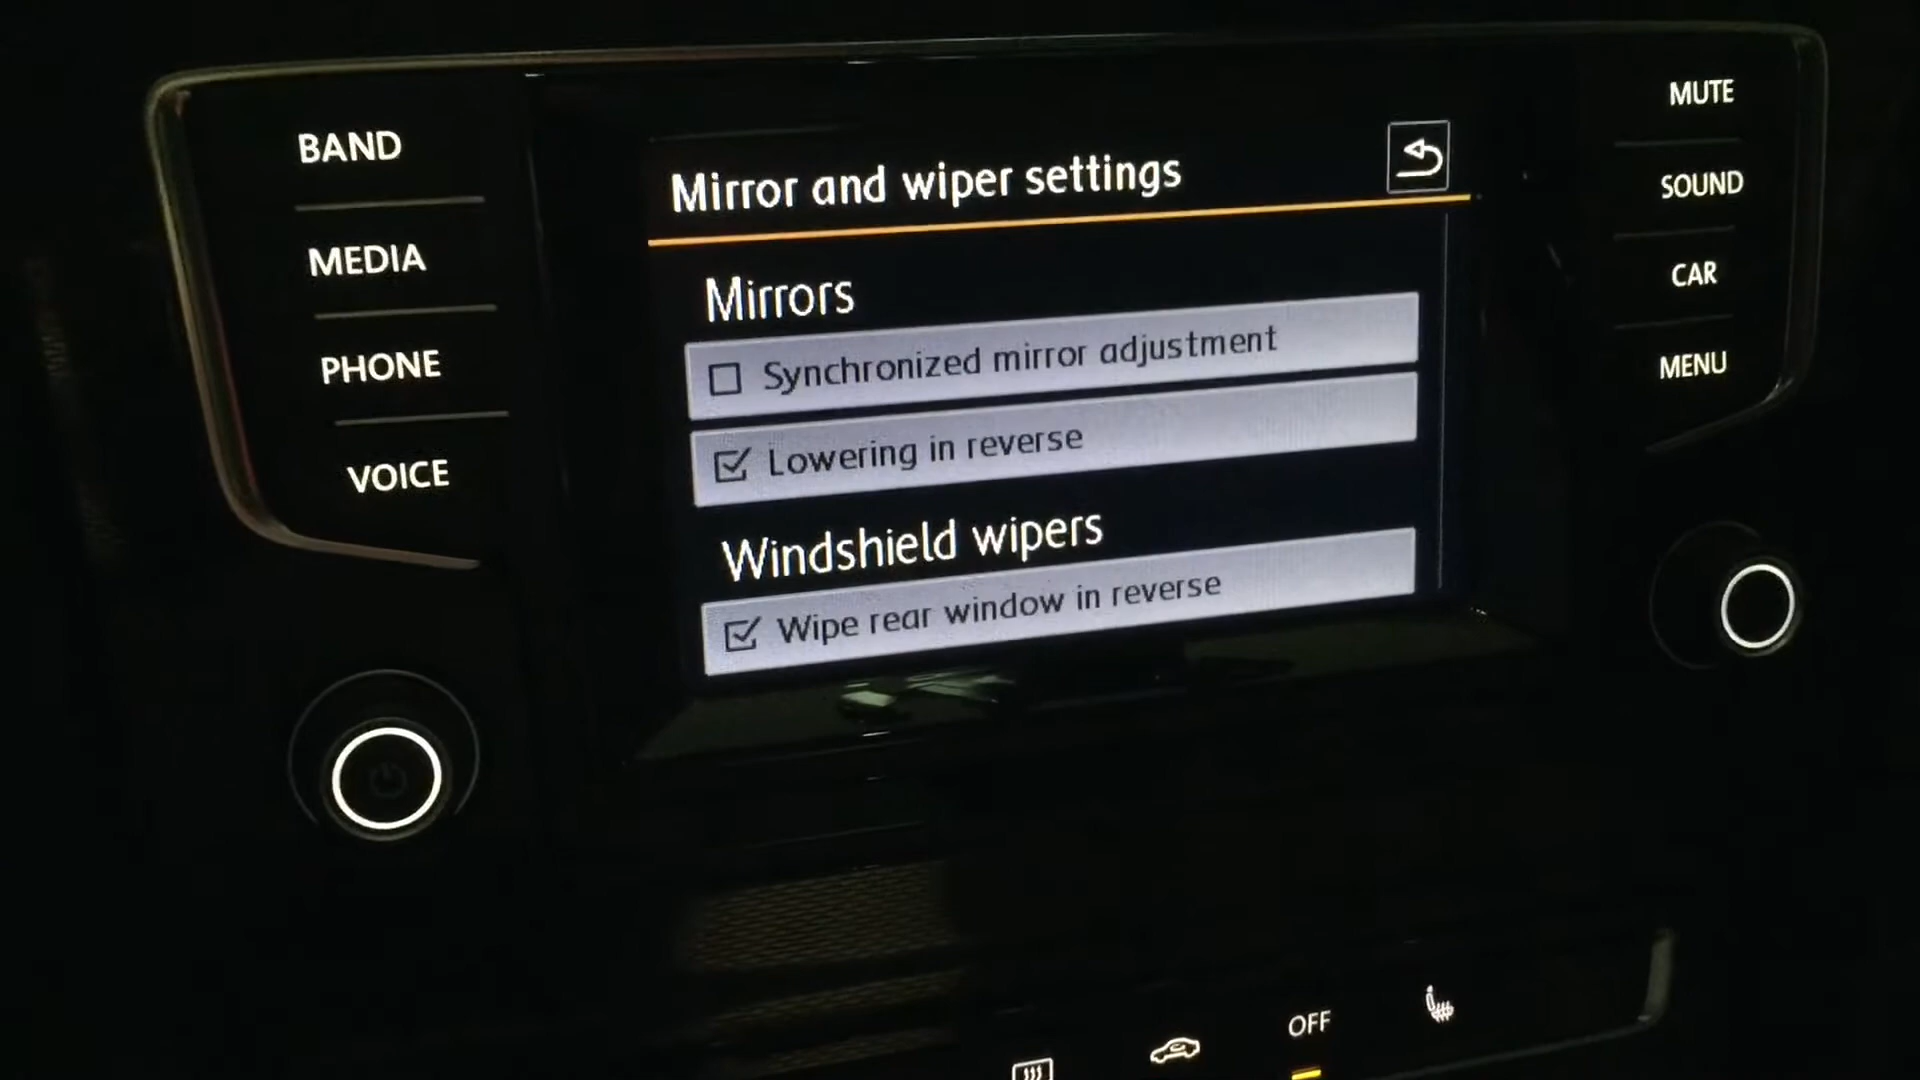 BAND
MEDIA
PHONE
VOICE
Mirror and wiper settings
Mirrors
Synchronized mirror adjustment
Lowering in reverse
Windshield wipers
Wipe rear window in reverse
MUTE
SOUND
CAR
MENU
OFF